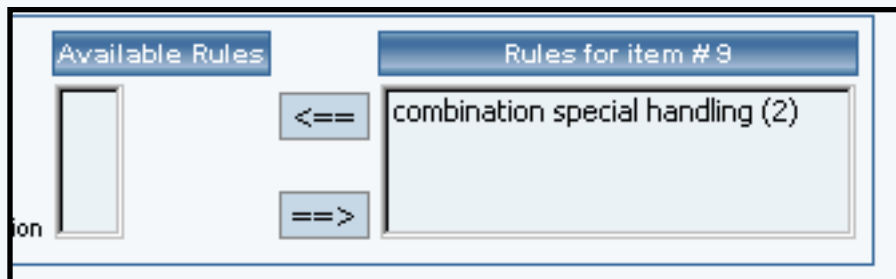 Available Rules
Rules for item # 9
<==
combination special handling (2)
==>
ion